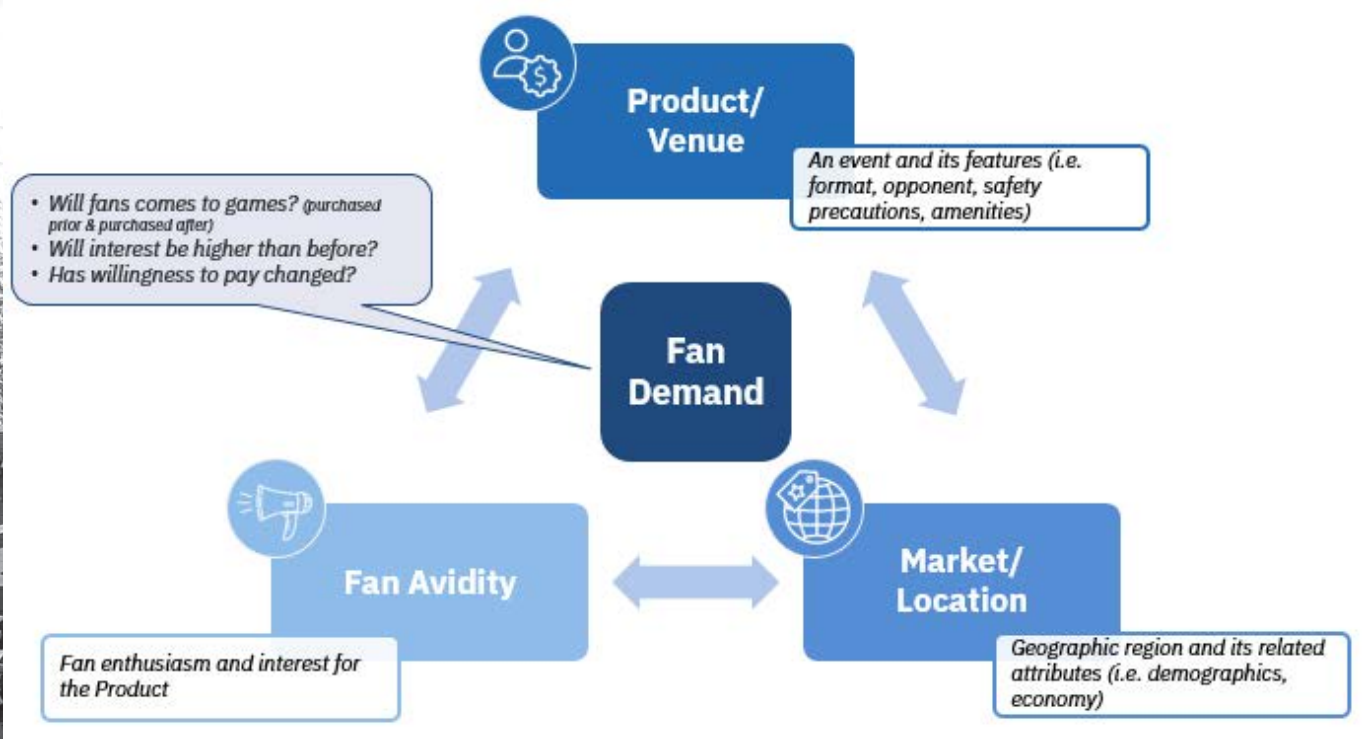 Product/
Venue
An event and its features (i.e.
format, opponent, safety
precautions, amenities)
• Will fans comes to games? (purchased
prior & purchased after)
• Will interest be higher than before?
• Has willingness to pay changed?
Fan
Demand
Fan Avidity
Fan enthusiasm and interest for
the Product
Market/
Location
Geographic region and its related
attributes (i.e. demographics,
economy)